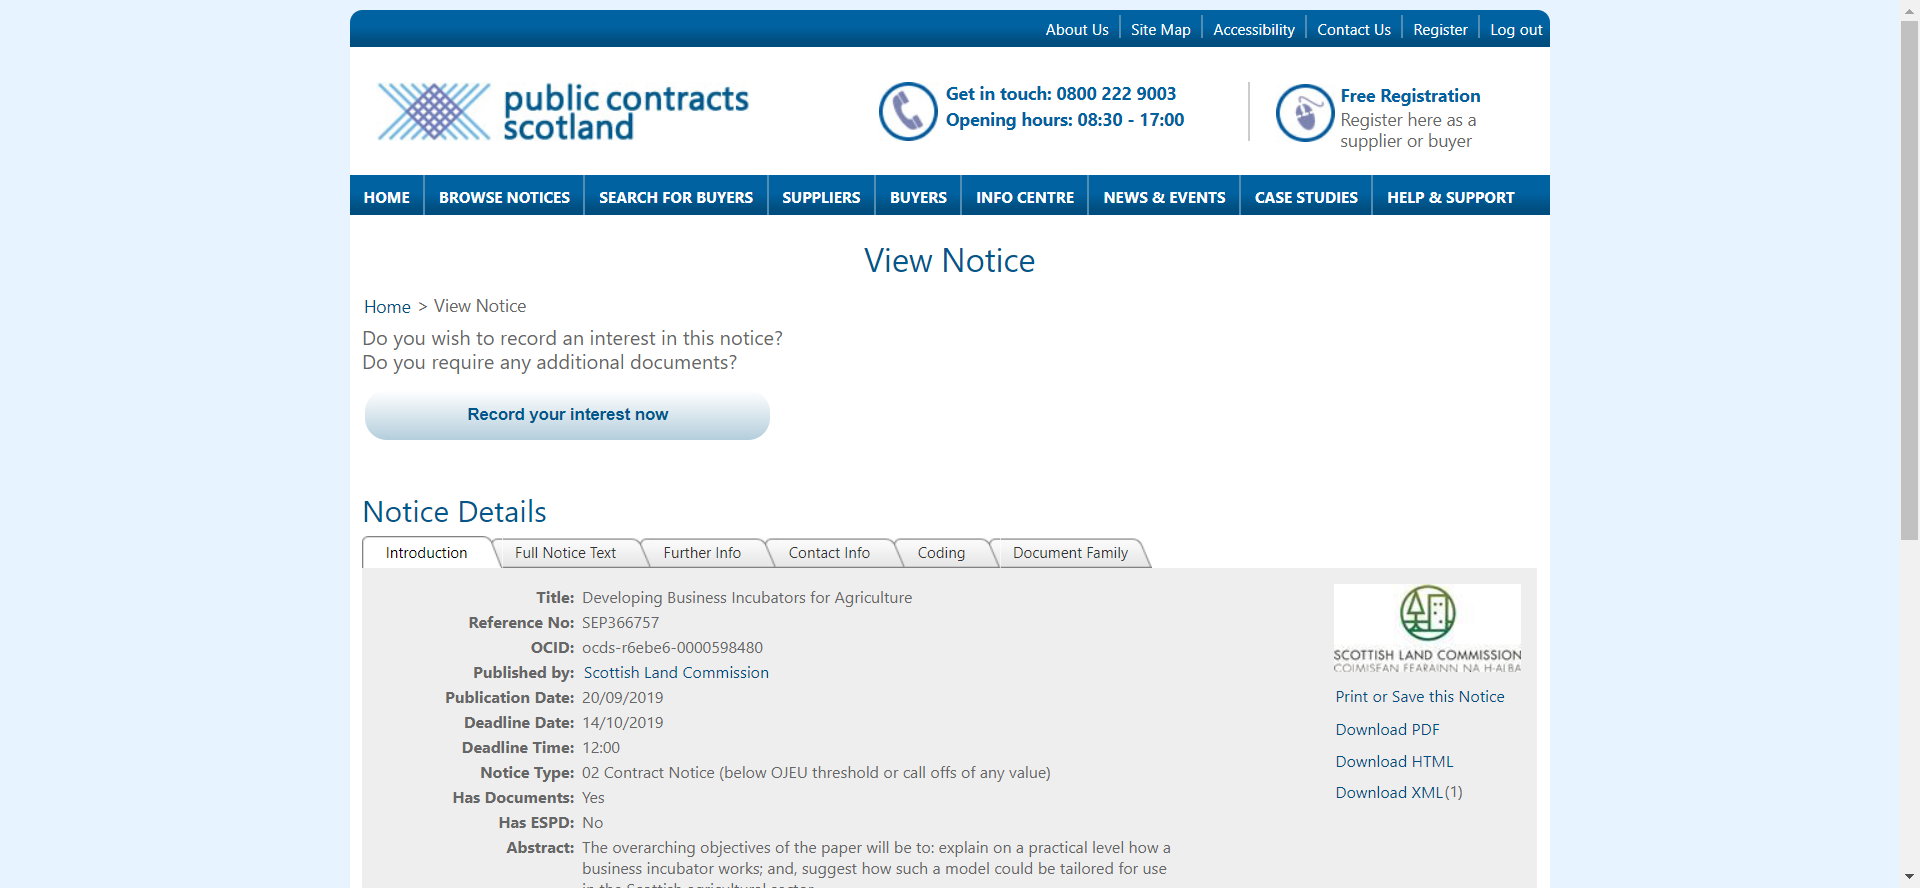 About Us
Site Map
Accessibility
Contact Us
Register
Log out
public contracts
scotland
Get in touch: 0800 222 9003
Opening hours: 08:30 - 17:00
Free Registration
Register here as a
supplier or buyer
HOME
BROWSE NOTICES
SEARCH FOR BUYERS
SUPPLIERS
BUYERS
INFO CENTRE
NEWS & EVENTS
CASE STUDIES
HELP & SUPPORT
View Notice
Home > View Notice
Do you wish to record an interest in this notice?
Do you require any additional documents?
Record your interest now
Notice Details
Introduction
Full Notice Text
Further Info
Contact Info
Coding
Document Family
Title: Developing Business Incubators for Agriculture
Reference No: SEP366757
OCID: ocds-r6ebe6-0000598480
Published by: Scottish Land Commission
Publication Date: 20/09/2019
Deadline Date: 14/10/2019
Deadline Time: 12:00
Notice Type: 02 Contract Notice (below OJEU threshold or call offs of any value)
Has Documents: Yes
Has ESPD: No
Abstract: The overarching objectives of the paper will be to: explain on a practical level how a
business incubator works; and, suggest how such a model could be tailored for use
SCOTTISH LAND COMMISSION
COIMISEAN FEARAINN NA H-ALBA
Print or Save this Notice
Download PDF
Download HTML
Download XML(1)